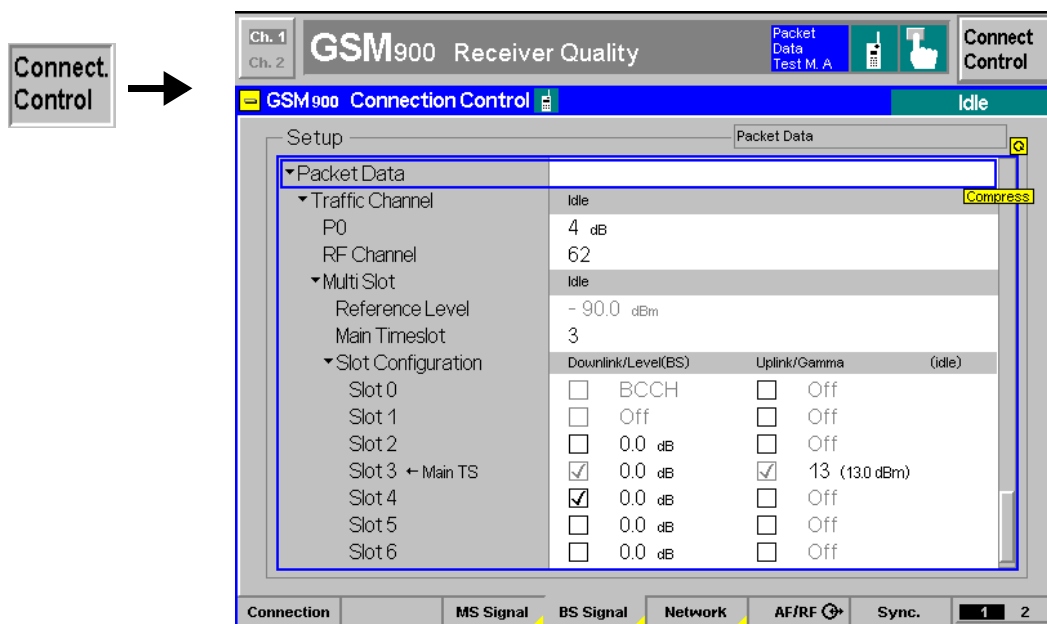 Connect.
Control
Ch. 1
Ch. 2
GSM900 Receiver Quality
Packet
Data
Test M. A
Connect
Control
GSM900 Connection Control
Idle
Setup
Packet Data
Packet Data
Compress
Traffic Channel Idle
P0 4 dB
RF Channel 62
Multi Slot Idle
Reference Level - 90.0 dBm
Main Timeslot 3
Slot Configuration Downlink/Level(BS) Uplink/Gamma (idle)
Slot 0 BCCH Off
Slot 1 Off Off
Slot 2 0.0 dB Off
Slot 3 ← Main TS 0.0 dB 13 (13.0 dBm)
Slot 4 0.0 dB Off
Slot 5 0.0 dB Off
Slot 6 0.0 dB Off
Connection MS Signal BS Signal Network AF/RF Sync. 1 2